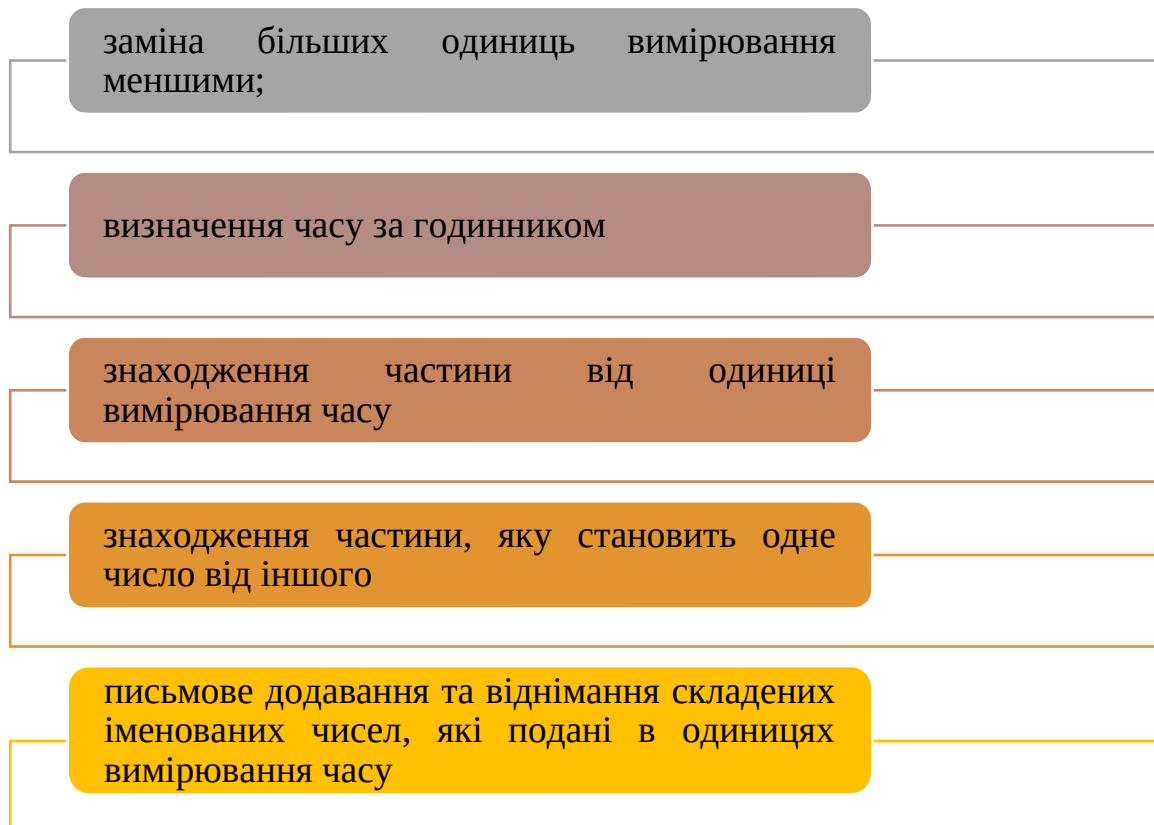 заміна більших одиниць вимірювання
меншими;
визначення часу за годинником
знаходження частини від одиниці
вимірювання часу
знаходження частини, яку становить одне
число від іншого
письмове додавання та віднімання складених
іменованих чисел, які подані в одиницях
вимірювання часу